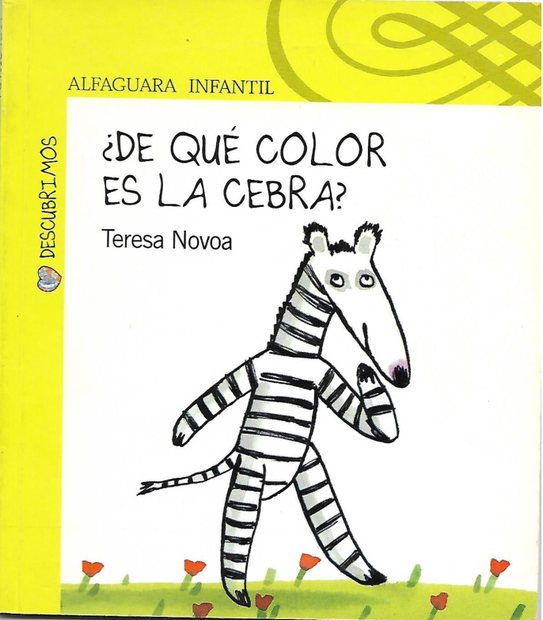 ALFAGUARA INFANTIL
DESCUBRIMOS
¿DE QUÉ COLOR
ES LA CEBRA?
Teresa Novoa